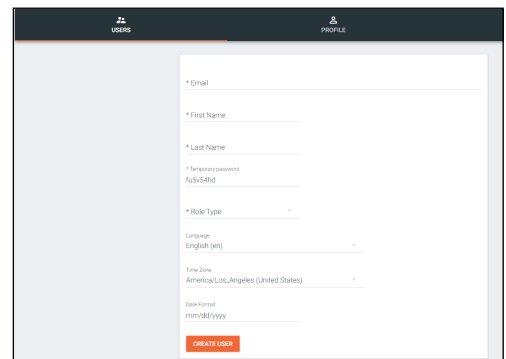 USERS
PROFILE
* Email
* First Name
* Last Name
* Temporary password
fu5v54hd
* Role Type
Language
English (en)
Time Zone
America/Los_Angeles (United States)
Date Format
mm/dd/yyyy
CREATE USER